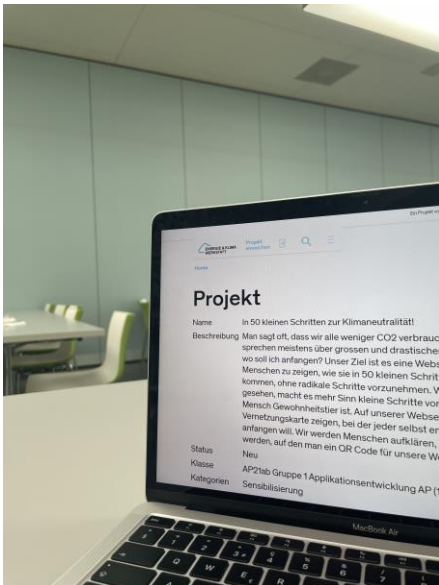 Ein Projekt
ENERGIE & KLIMA
WERKSTATT
Projekt
einreichen
Home
Projekt
Name in 50 kleinen Schritten zur Klimaneutralität!
Beschreibung Man sagt oft, dass wir alle weniger CO2 verbrauc
sprechen meistens über grossen und drastische
wo soll ich anfangen? Unser Ziel ist es eine Webs
Menschen zu zeigen, wie sie in 50 kleinen Schrit
kommen, ohne radikale Schritte vorzunehmen. W
gesehen, macht es mehr Sinn kleine Schritte vor
Mensch Gewohnheitstier ist. Auf unserer Webse
Vernetzungskarte zeigen, bei der jeder selbst en
anfangen will. Wir werden Menschen aufklären,
werden, auf den man ein QR Code für unsere We
Status Neu
Klasse AP21ab Gruppe 1 Applikationsentwicklung AP (1
Kategorien Sensibilisierung
MacBook Air